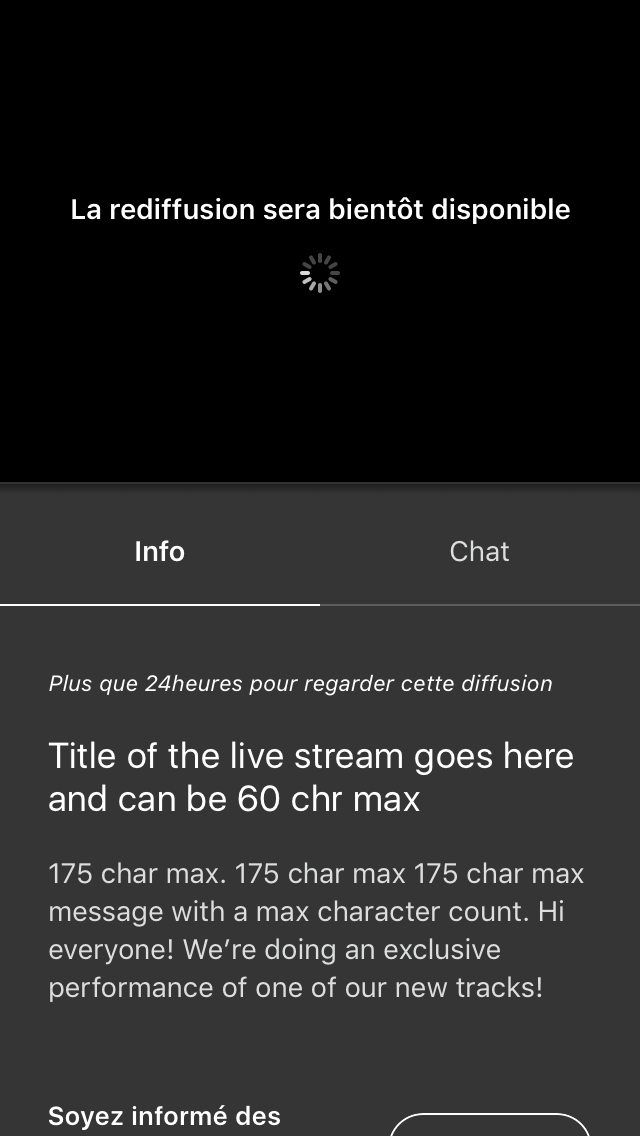 La rediffusion sera bientôt disponible
Info
Chat
Plus que 24heures pour regarder cette diffusion
Title of the live stream goes here
and can be 60 chr max
175 char max. 175 char max 175 char max
message with a max character count. Hi
everyone! We’re doing an exclusive
performance of one of our new tracks!
Soyez informé des